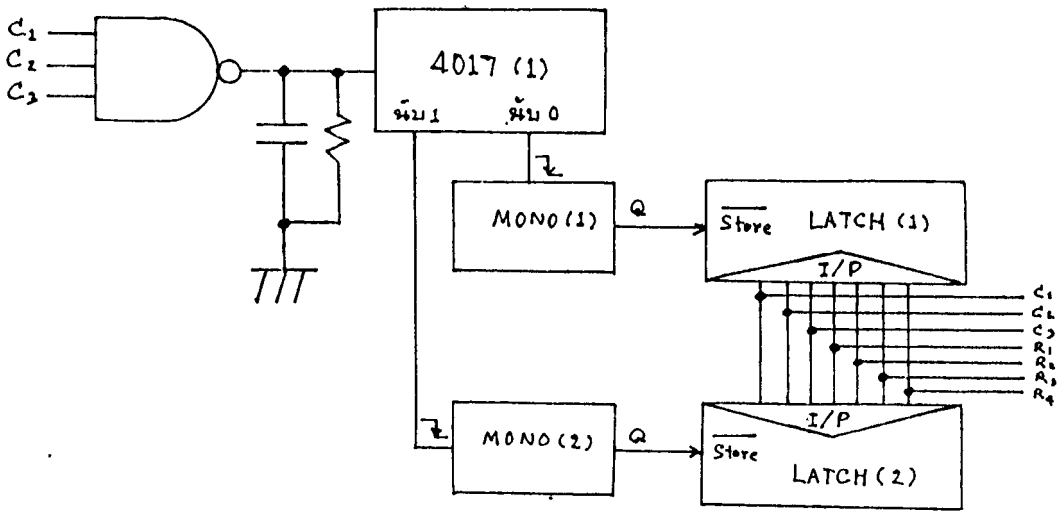 C1
C2
C3
4017 (1)
นับ 1
นับ 0
MONO (1)
Q
Store
LATCH (1)
I/P
C1
C2
C3
R1
R2
R3
R4
I/P
MONO (2)
Q
Store
LATCH (2)